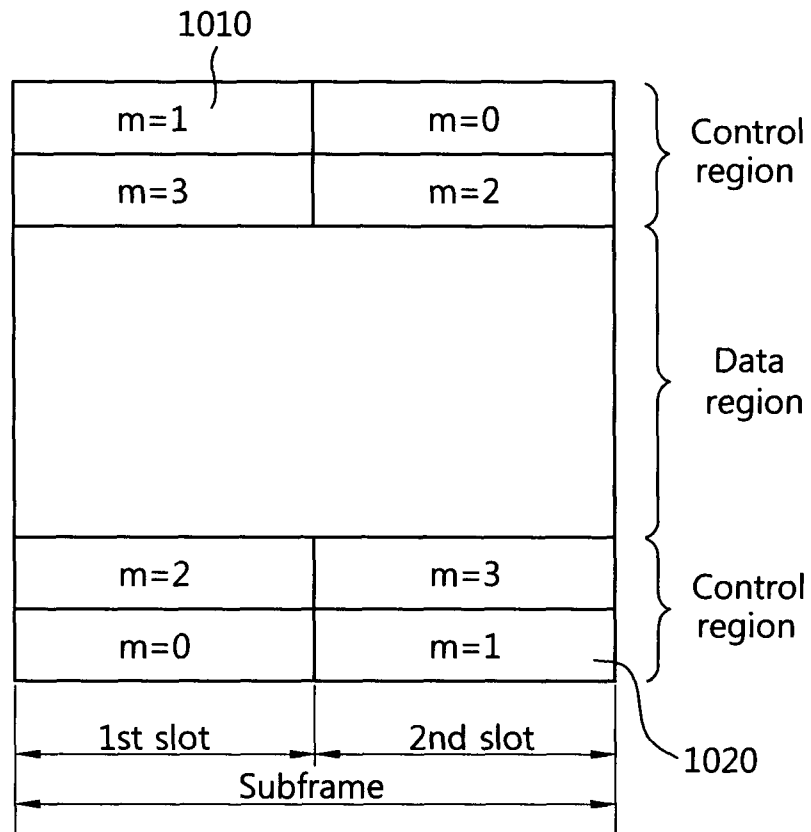 1010
m=1 m=0
Control
region
m=3 m=2
Data
region
m=2 m=3
Control
region
m=0 m=1
1st slot 2nd slot
1020
Subframe